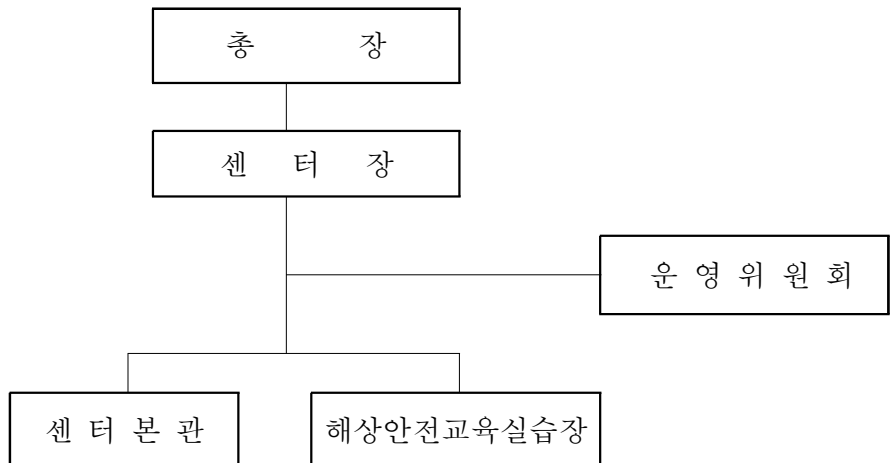 총 장
센 터 장
운 영 위 원 회
센 터 본 관
해상안전교육실습장